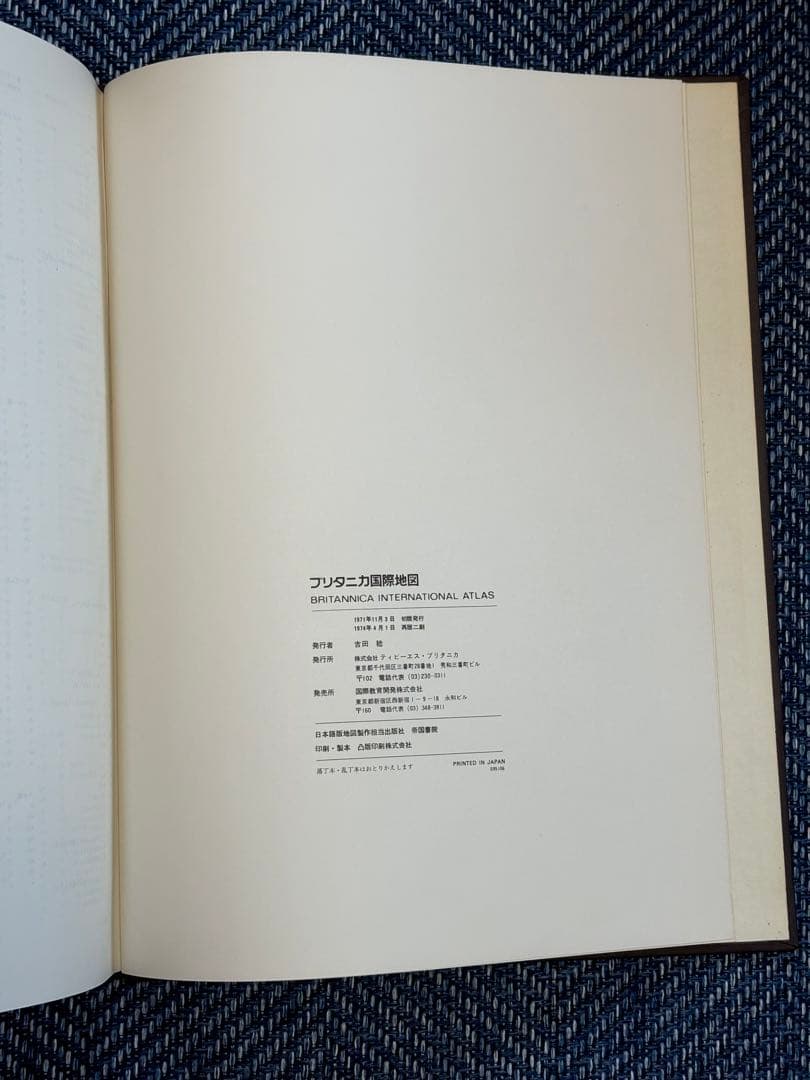 ブリタニカ国際地図
BRITANNICA INTERNATIONAL ATLAS
1971年11月3日 初版発行
1974年4月1日 再版二刷
発行者 吉田 稔
発行所 株式会社 ティビーエス・ブリタニカ
東京都千代田区三番町28番地1 秀和三番町ビル
〒102 電話代表 (03) 230-0311
発売所 国際教育開発株式会社
東京都新宿区西新宿1-9-18 永和ビル
〒160 電話代表 (03) 348-3811
日本語版地図製作担当出版社 帝国書院
印刷・製本 凸版印刷株式会社
落丁本・乱丁本はおとりかえします
PRINTED IN JAPAN